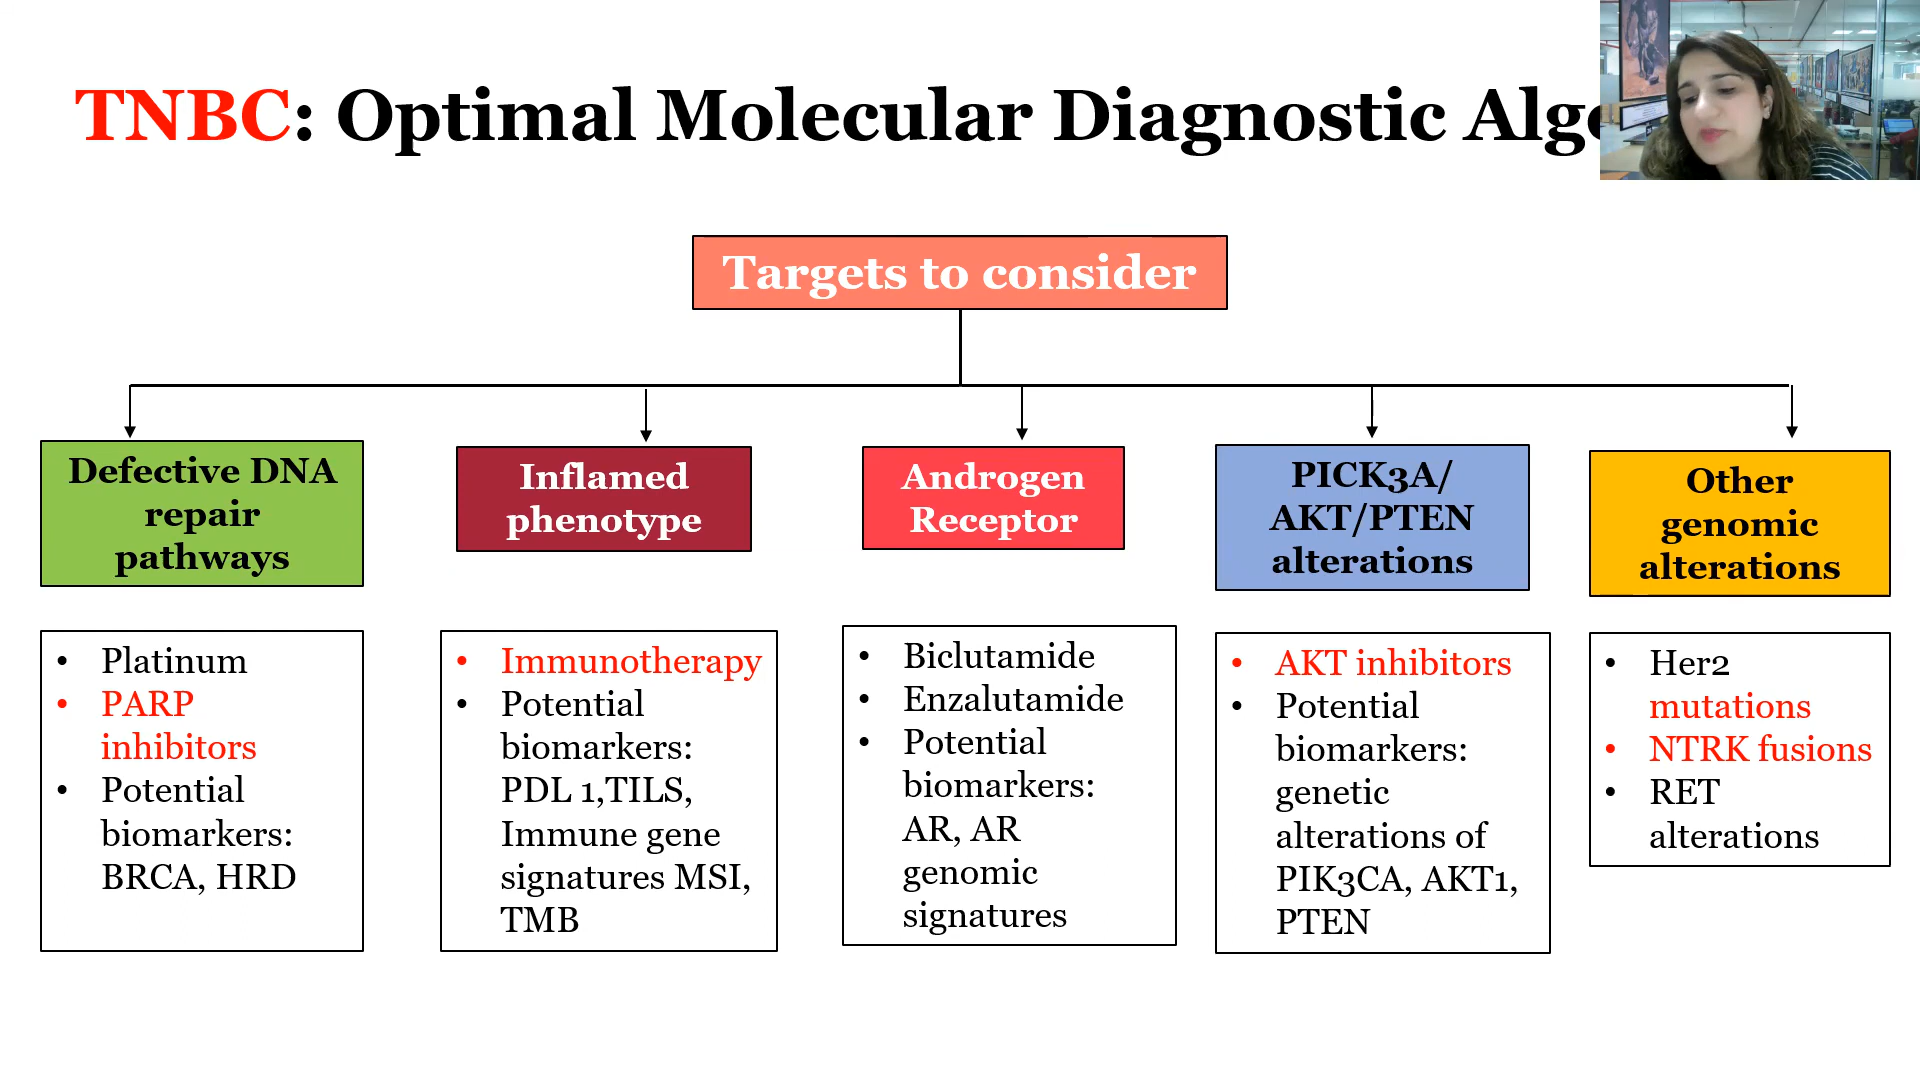 TNBC: Optimal Molecular Diagnostic
Targets to consider
Defective DNA
repair
pathways
Inflamed
phenotype
Androgen
Receptor
PICK3A/
AKT/PTEN
alterations
Other
genomic
alterations
• Platinum
• PARP
inhibitors
• Potential
biomarkers:
BRCA, HRD
• Immunotherapy
• Potential
biomarkers:
PDL 1,TILS,
Immune gene
signatures MSI,
TMB
• Biclutamide
• Enzalutamide
• Potential
biomarkers:
AR, AR
genomic
signatures
• AKT inhibitors
• Potential
biomarkers:
genetic
alterations of
PIK3CA, AKT1,
PTEN
• Her2
mutations
• NTRK fusions
• RET
alterations